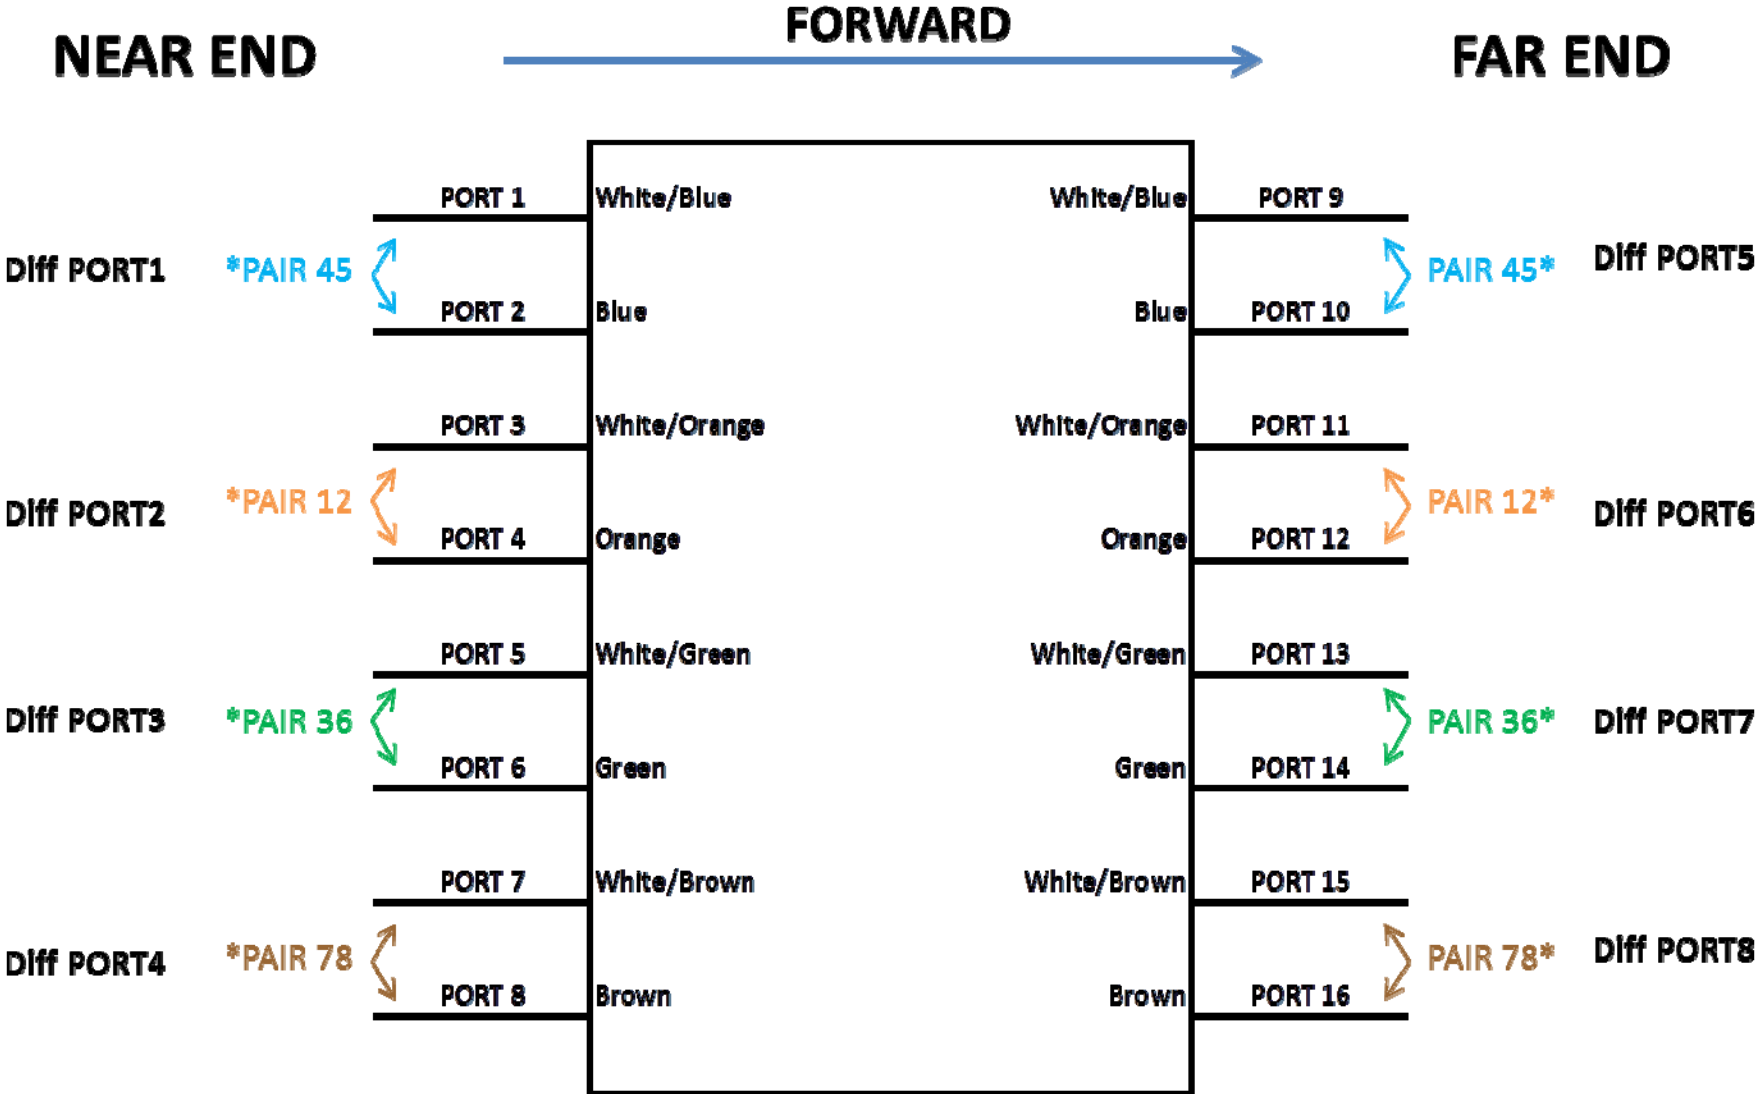 FORWARD
NEAR END
FAR END
PORT 1 White/Blue White/Blue PORT 9
Diff PORT1 *PAIR 45 PAIR 45* Diff PORT5
PORT 2 Blue Blue PORT 10
PORT 3 White/Orange White/Orange PORT 11
Diff PORT2 *PAIR 12 PAIR 12* Diff PORT6
PORT 4 Orange Orange PORT 12
PORT 5 White/Green White/Green PORT 13
Diff PORT3 *PAIR 36 PAIR 36* Diff PORT7
PORT 6 Green Green PORT 14
PORT 7 White/Brown White/Brown PORT 15
Diff PORT4 *PAIR 78 PAIR 78* Diff PORT8
PORT 8 Brown Brown PORT 16